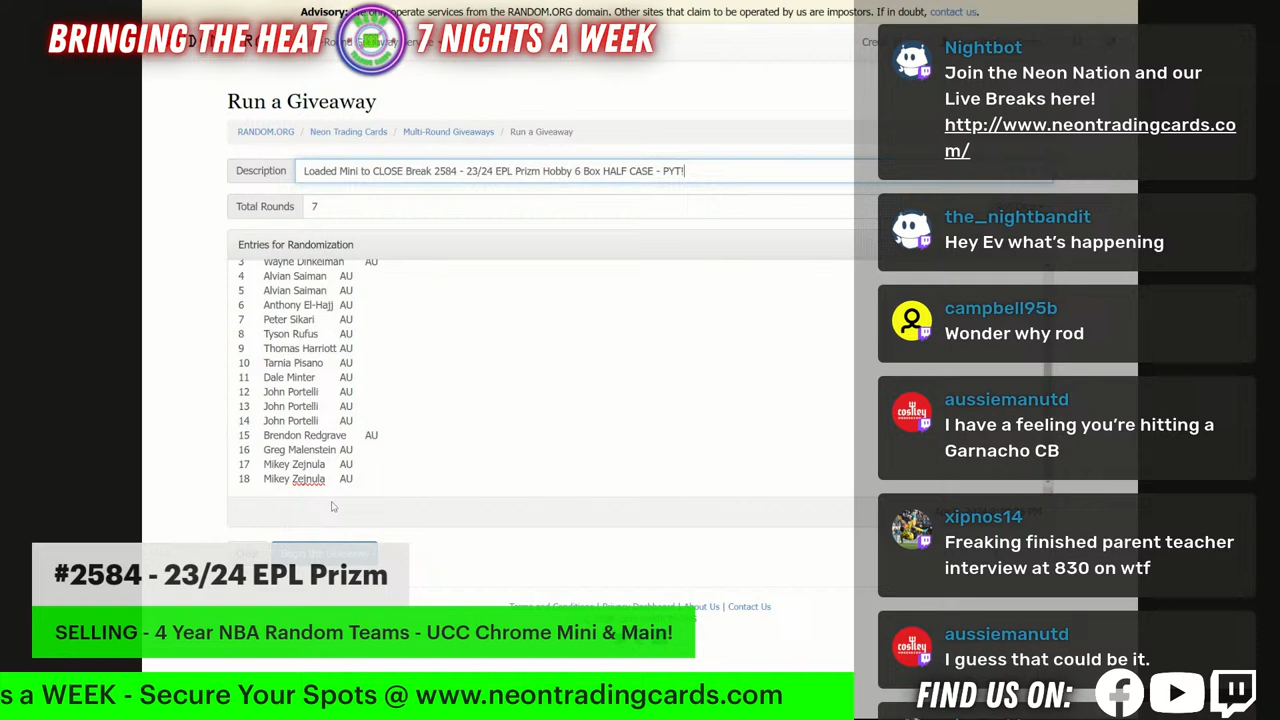 Advisory: operate services from the RANDOM.ORG domain. Other sites that claim to be operated by us are impostors. If in doubt, contact us.
BRINGING THE HEAT 7 NIGHTS A WEEK
Run a Giveaway
RANDOM.ORG / Neon Trading Cards / Multi-Round Giveaways / Run a Giveaway
Description Loaded Mini to CLOSE Break 2584 - 23/24 EPL Prizm Hobby 6 Box HALF CASE - PYT!
Total Rounds 7
Entries for Randomization
3 Wayne Dinkelman AU
4 Alvian Saiman AU
5 Alvian Saiman AU
6 Anthony El-Hajj AU
7 Peter Sikari AU
8 Tyson Rufus AU
9 Thomas Harriott AU
10 Tarnia Pisano AU
11 Dale Minter AU
12 John Portelli AU
13 John Portelli AU
14 John Portelli AU
15 Brendon Redgrave AU
16 Greg Malenstein AU
17 Mikey Zejnula AU
18 Mikey Zejnula AU
Clear Begin the Giveaway
Terms and Conditions | Privacy Dashboard | About Us | Contact Us
#2584 - 23/24 EPL Prizm
SELLING - 4 Year NBA Random Teams - UCC Chrome Mini & Main!
s a WEEK - Secure Your Spots @ www.neontradingcards.com
Nightbot
Join the Neon Nation and our
Live Breaks here!
http://www.neontradingcards.co
m/
the_nightbandit
Hey Ev what's happening
campbell95b
Wonder why rod
aussiemanutd
I have a feeling you're hitting a
Garnacho CB
xipnos14
Freaking finished parent teacher
interview at 830 on wtf
aussiemanutd
I guess that could be it.
FIND US ON: